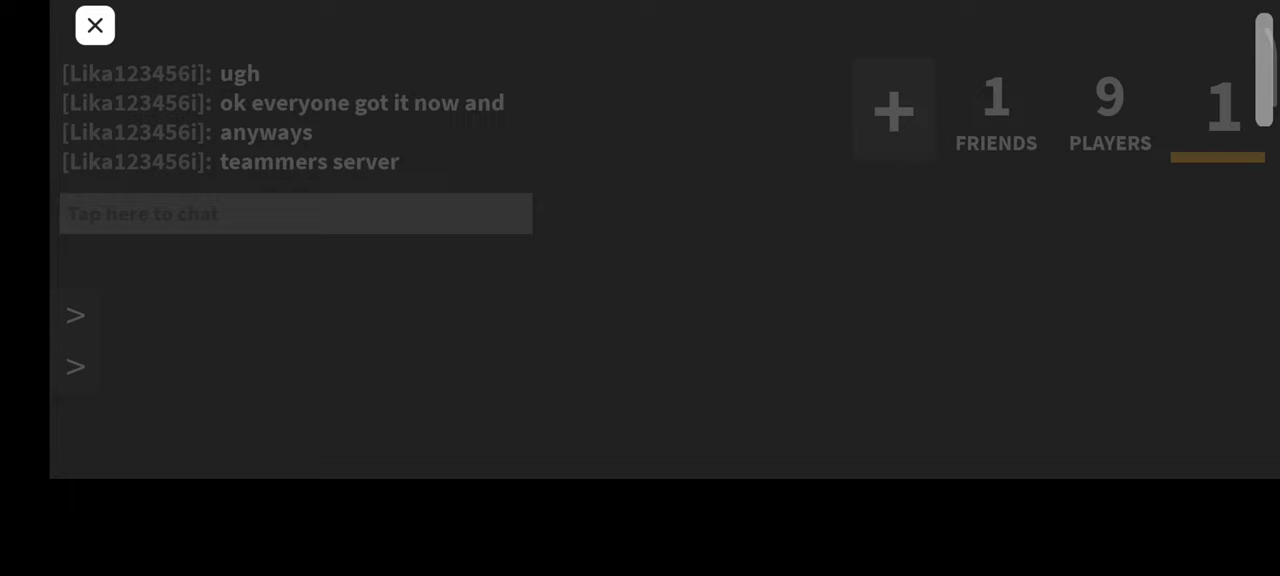 [Lika123456i]: ugh
[Lika123456i]: ok everyone got it now and
[Lika123456i]: anyways
[Lika123456i]: teammers server
Tap here to chat
>
>
+
1 9 1
FRIENDS PLAYERS